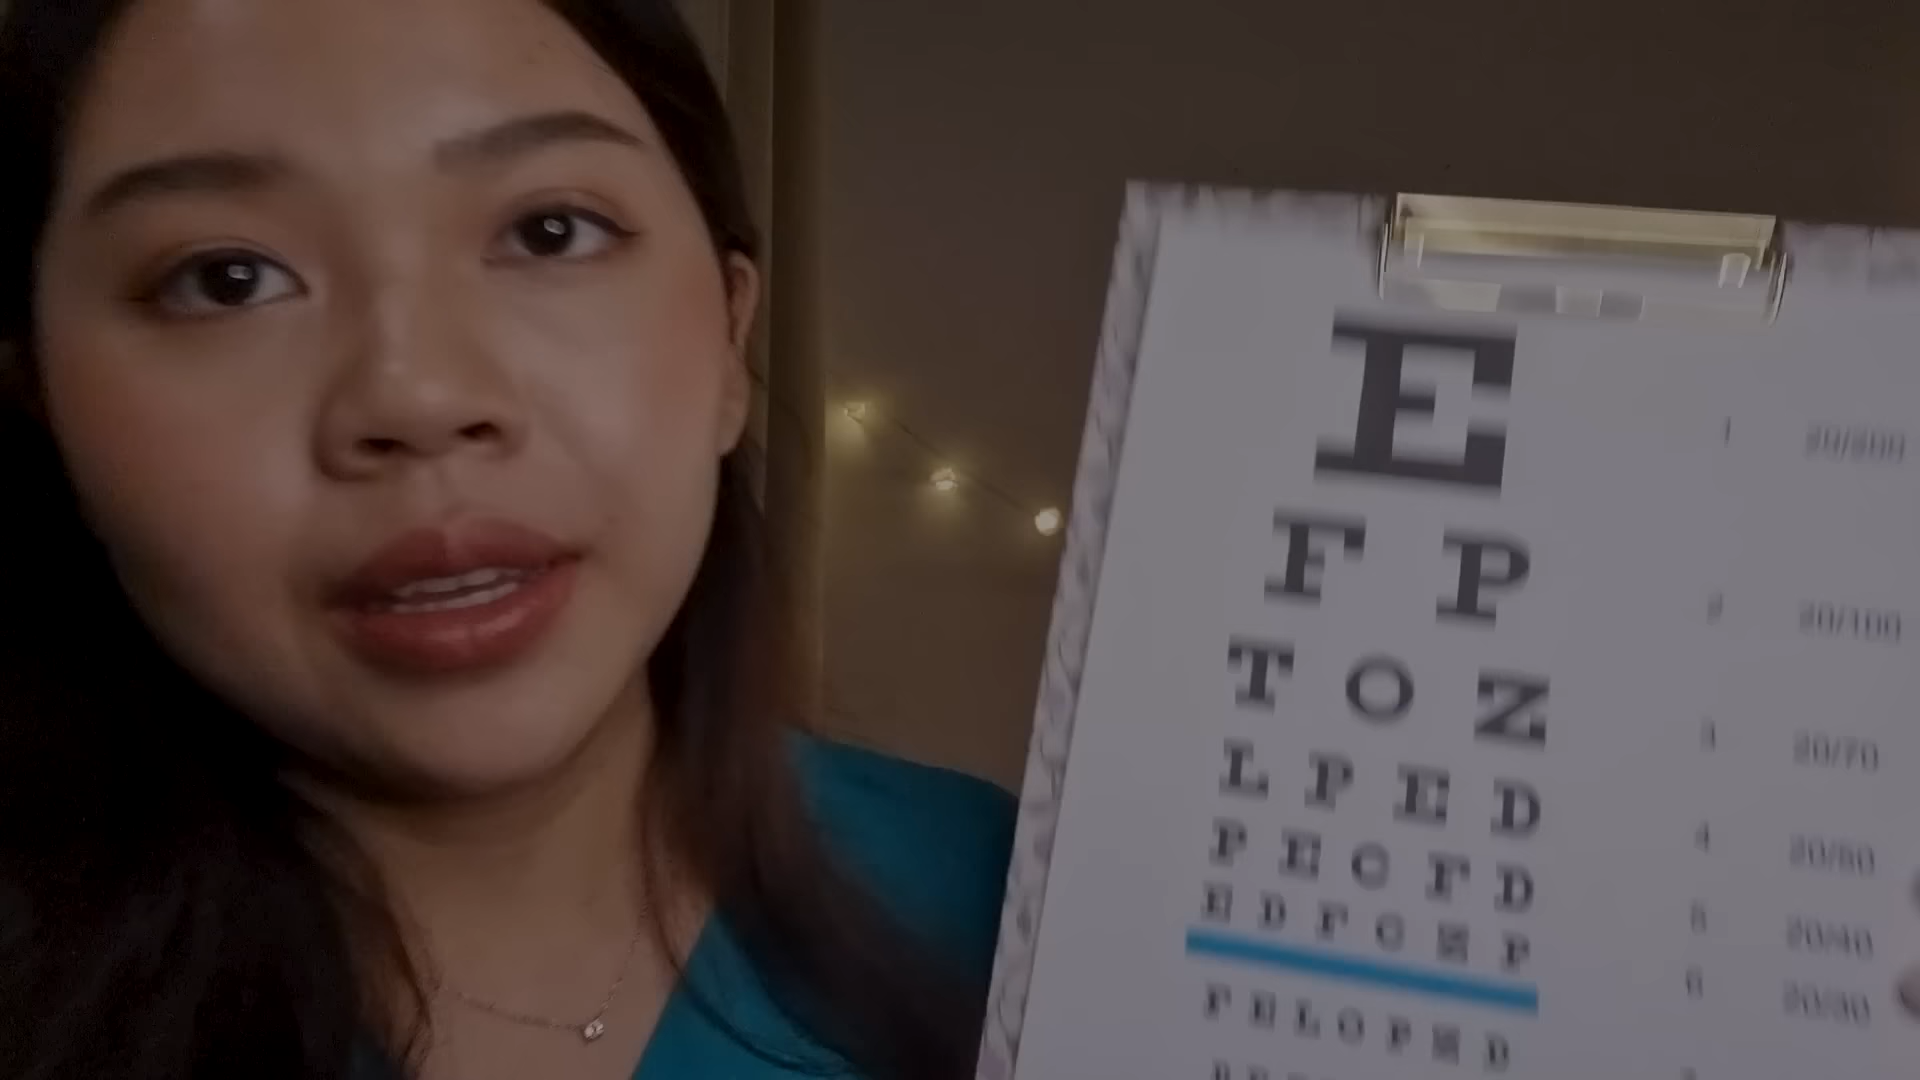 E 1 20/200
F P 2 20/100
T O Z 3 20/70
L P E D 4 20/50
P E C F D 5 20/40
E D F C Z P 6 20/30
F E L O P Z D